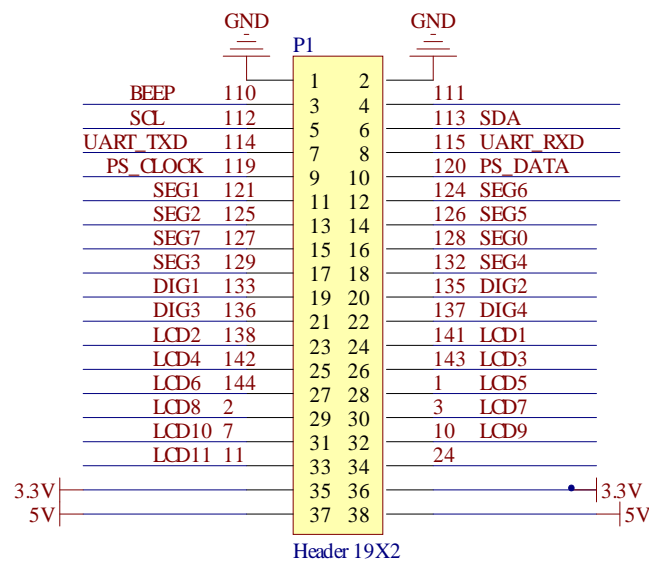 GND GND
P1
1 2
BEEP 110 3 4 111
SCL 112 5 6 113 SDA
UART_TXD 114 7 8 115 UART_RXD
PS_CLOCK 119 9 10 120 PS_DATA
SEG1 121 11 12 124 SEG6
SEG2 125 13 14 126 SEG5
SEG7 127 15 16 128 SEG0
SEG3 129 17 18 132 SEG4
DIG1 133 19 20 135 DIG2
DIG3 136 21 22 137 DIG4
LCD2 138 23 24 141 LCD1
LCD4 142 25 26 143 LCD3
LCD6 144 27 28 1 LCD5
LCD8 2 29 30 3 LCD7
LCD10 7 31 32 10 LCD9
LCD11 11 33 34 24
3.3V 35 36 3.3V
5V 37 38 5V
Header 19X2